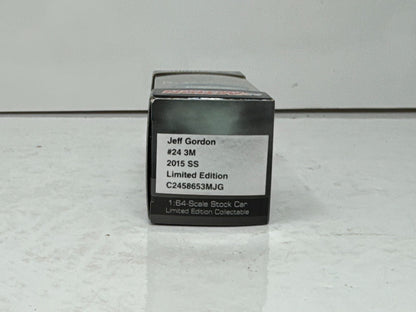 Jeff Gordon
#24 3M
2015 SS
Limited Edition
C2458653MJG
1:64-Scale Stock Car
Limited Edition Collectable